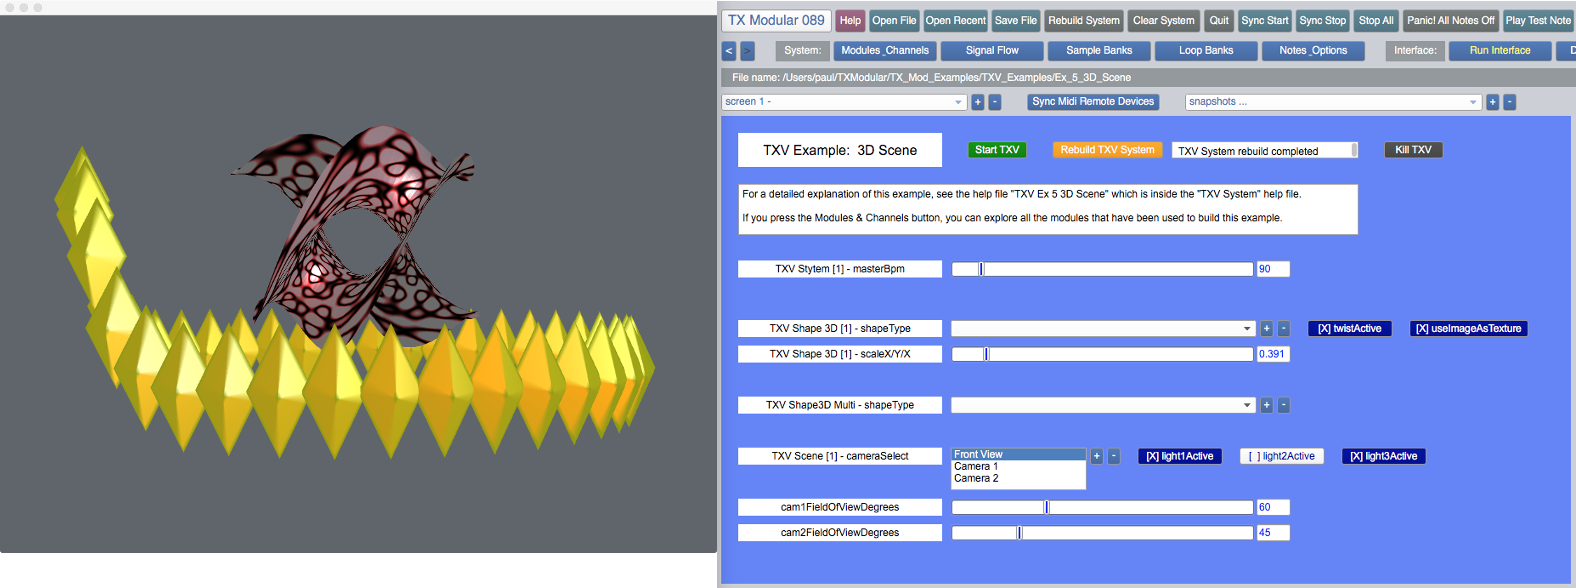 TX Modular 089 Help Open File Open Recent Save File Rebuild System Clear System Quit Sync Start Sync Stop Stop All Panic! All Notes Off Play Test Note
< > System: Modules _Channels Signal Flow Sample Banks Loop Banks Notes _Options Interface: Run Interface D
File name: /Users/paul/TXModular/TX_Mod_Examples/TXV_Examples/Ex_5_3D_Scene
screen 1 - + - Sync Midi Remote Devices snapshots ... + -
TXV Example: 3D Scene Start TXV Rebuild TXV System TXV System rebuild completed Kill TXV
For a detailed explanation of this example, see the help file "TXV Ex 5 3D Scene" which is inside the "TXV System" help file.
If you press the Modules & Channels button, you can explore all the modules that have been used to build this example.
TXV Stytem [1] - masterBpm 90
TXV Shape 3D [1] - shapeType + - [X] twistActive [X] useImageAsTexture
TXV Shape 3D [1] - scaleX/Y/X 0.391
TXV Shape3D Multi - shapeType + -
TXV Scene [1] - cameraSelect Front View + - [X] light1Active [ ] light2Active [X] light3Active
Camera 1
Camera 2
cam1FieldOfViewDegrees 60
cam2FieldOfViewDegrees 45